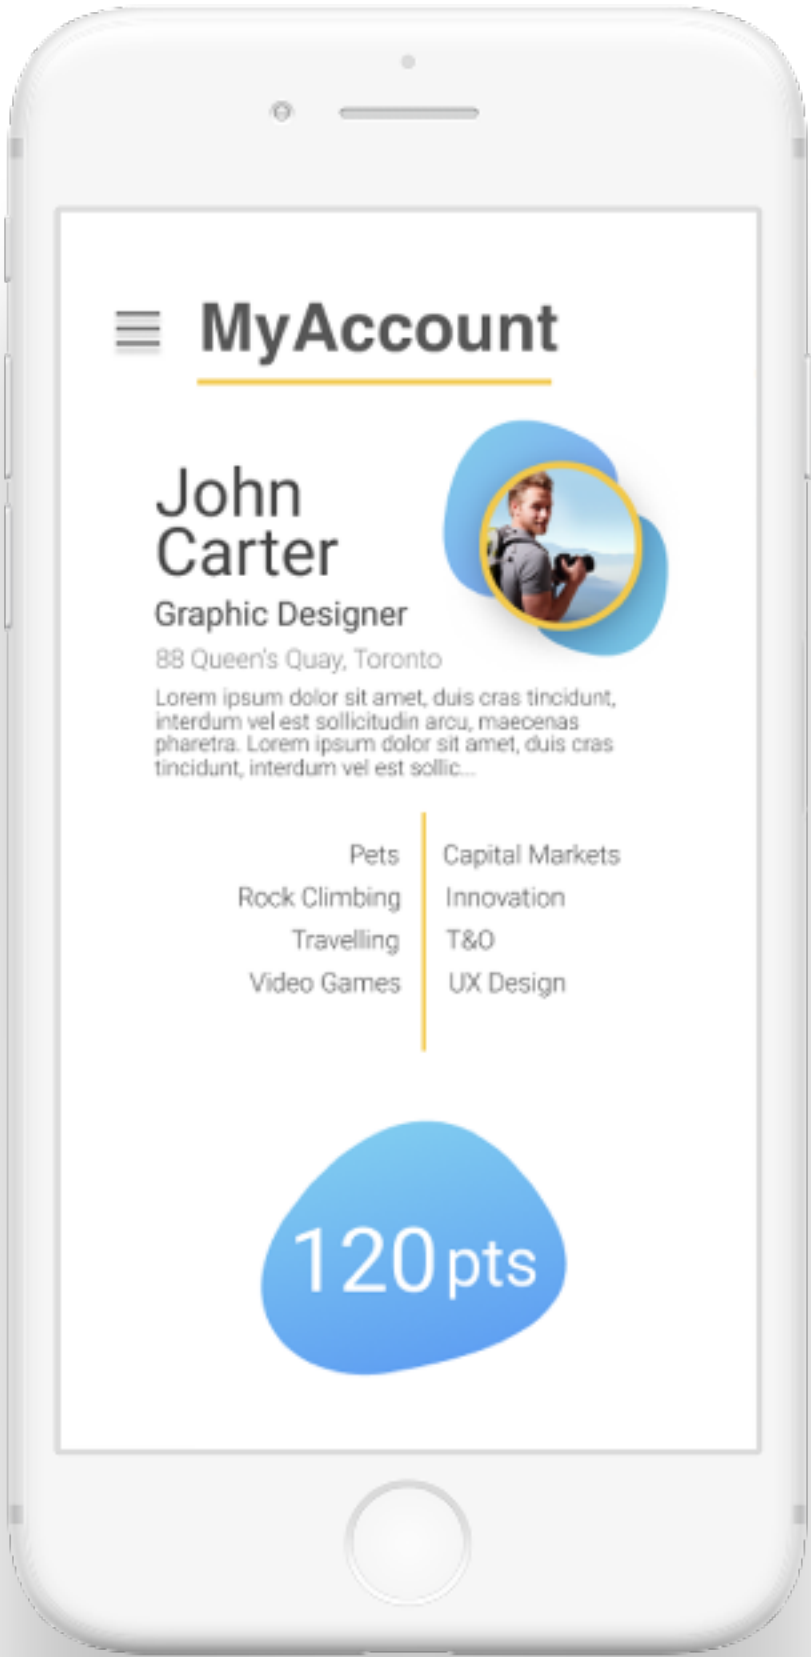 MyAccount
John
Carter
Graphic Designer
88 Queen's Quay, Toronto
Lorem ipsum dolor sit amet, duis cras tincidunt,
interdum vel est sollicitudin arcu, maecenas
pharetra. Lorem ipsum dolor sit amet, duis cras
tincidunt, interdum vel est sollic...
Pets Capital Markets
Rock Climbing Innovation
Travelling T&O
Video Games UX Design
120pts